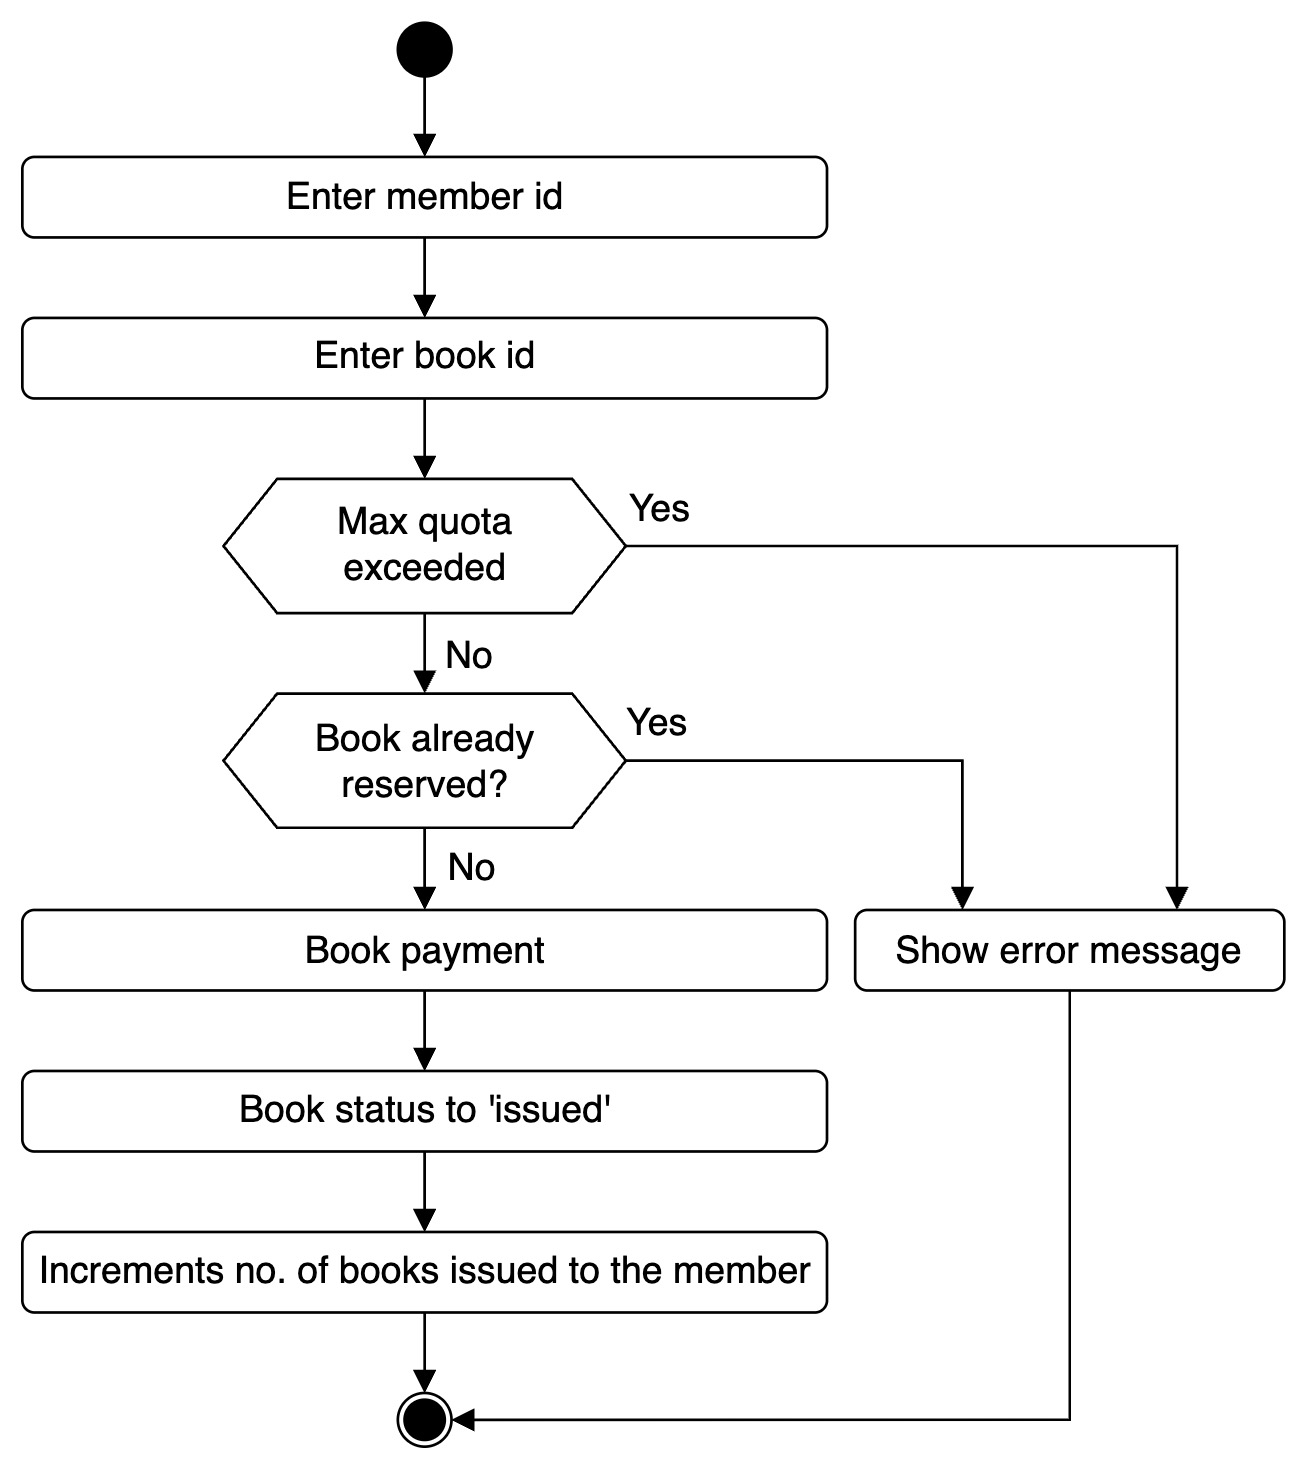 Enter member id
Enter book id
Max quota
exceeded
Yes
No
Book already
reserved?
Yes
No
Book payment
Show error message
Book status to 'issued'
Increments no. of books issued to the member